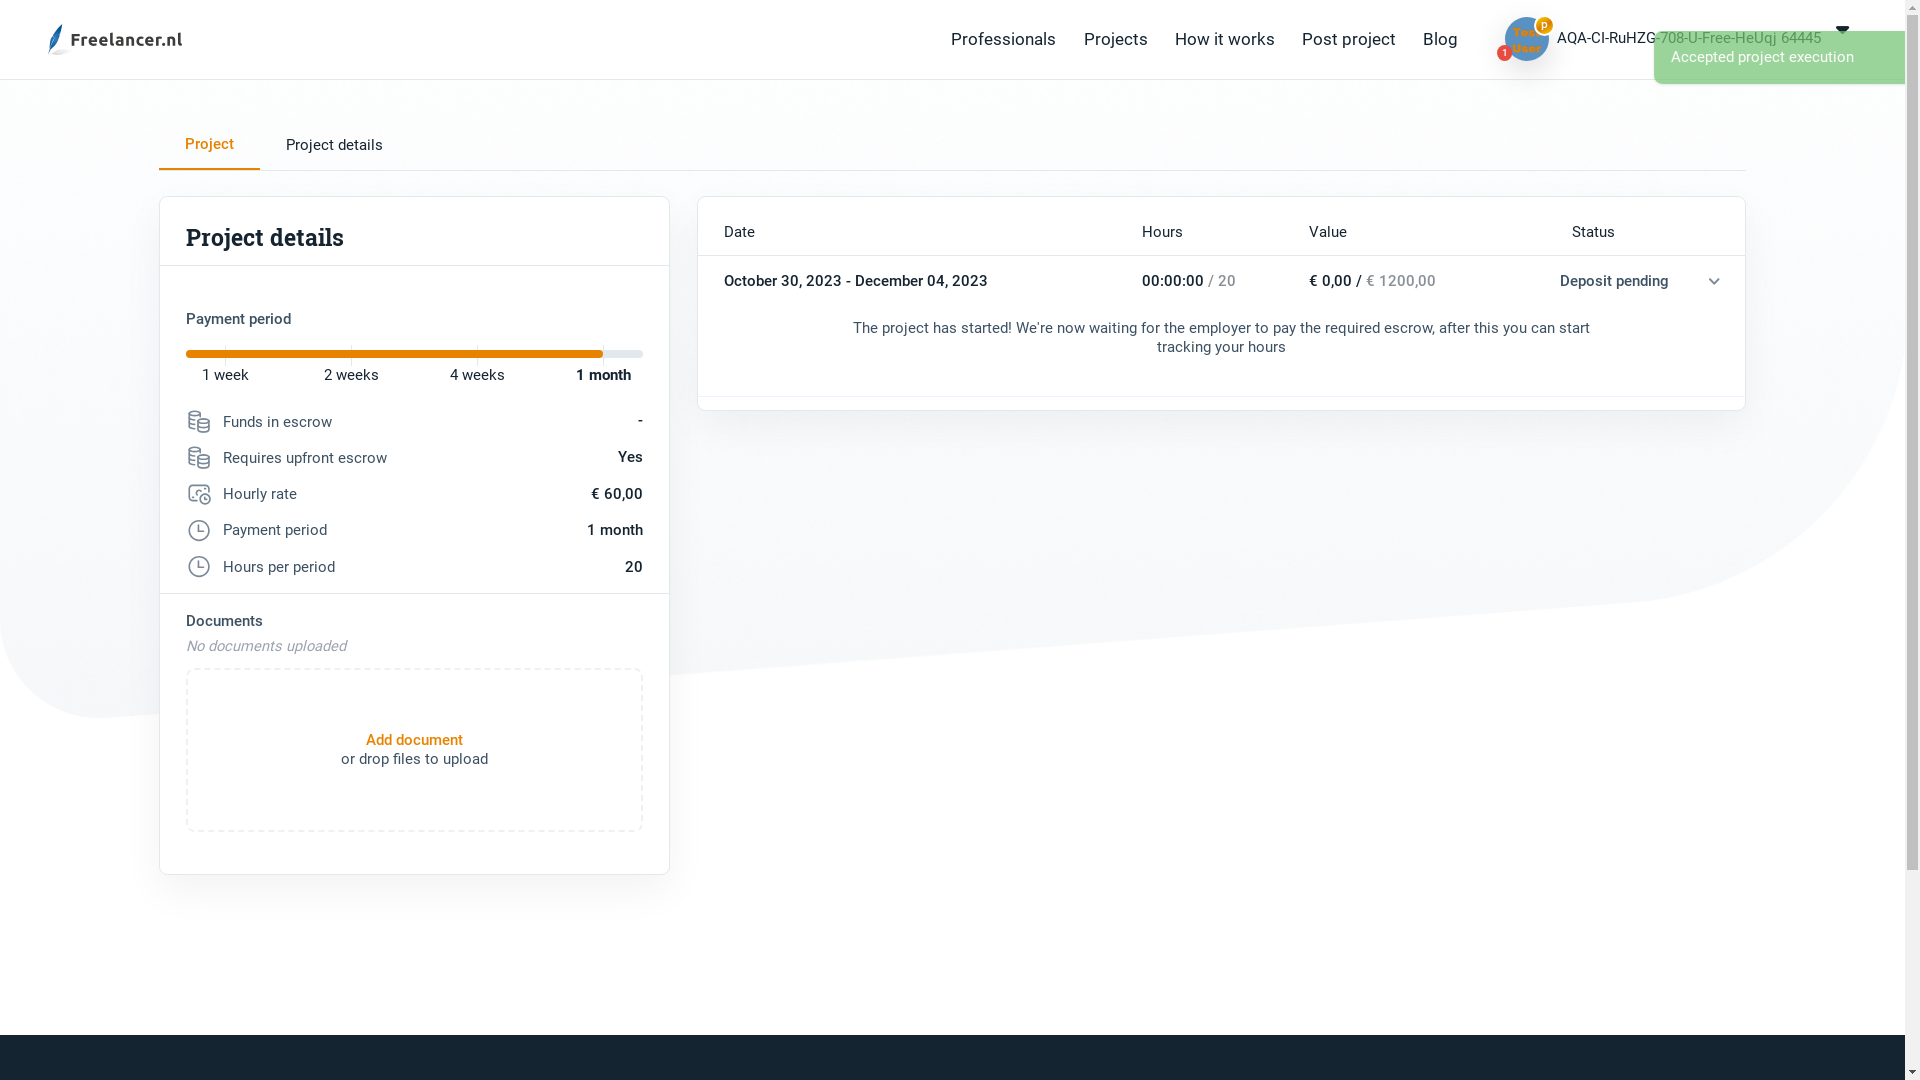 Freelancer.nl
Professionals
Projects
How it works
Post project
Blog
Test
User
p
1
AQA-CI-RuHZG-708-U-Free-HeUqj 64445
Accepted project execution
Project
Project details
Project details
Payment period
1 week
2 weeks
4 weeks
1 month
Funds in escrow
-
Requires upfront escrow
Yes
Hourly rate
€ 60,00
Payment period
1 month
Hours per period
20
Documents
No documents uploaded
Add document
or drop files to upload
Date
Hours
Value
Status
October 30, 2023 - December 04, 2023
00:00:00 / 20
€ 0,00 / € 1200,00
Deposit pending
The project has started! We're now waiting for the employer to pay the required escrow, after this you can start
tracking your hours